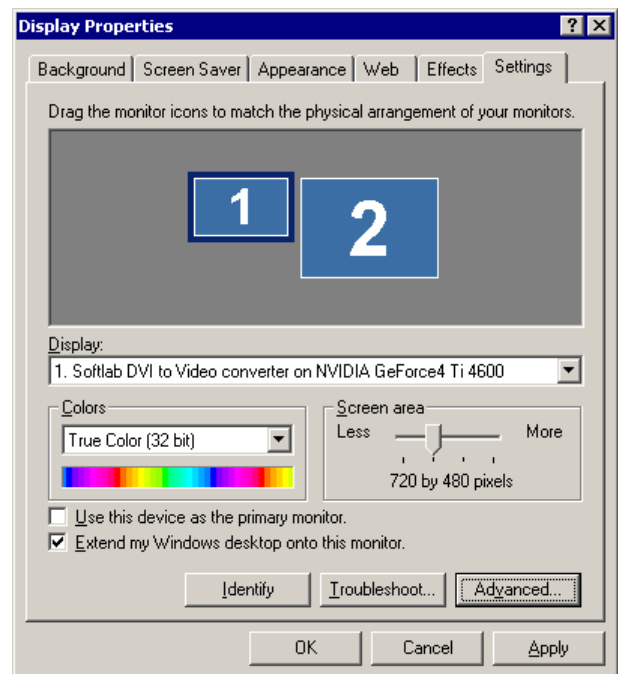 Display Properties
Background Screen Saver Appearance Web Effects Settings
Drag the monitor icons to match the physical arrangement of your monitors.
1 2
Display:
1. Softlab DVI to Video converter on NVIDIA GeForce4 Ti 4600
Colors Screen area
True Color (32 bit) Less More
720 by 480 pixels
Use this device as the primary monitor.
Extend my Windows desktop onto this monitor.
Identify Troubleshoot... Advanced...
OK Cancel Apply